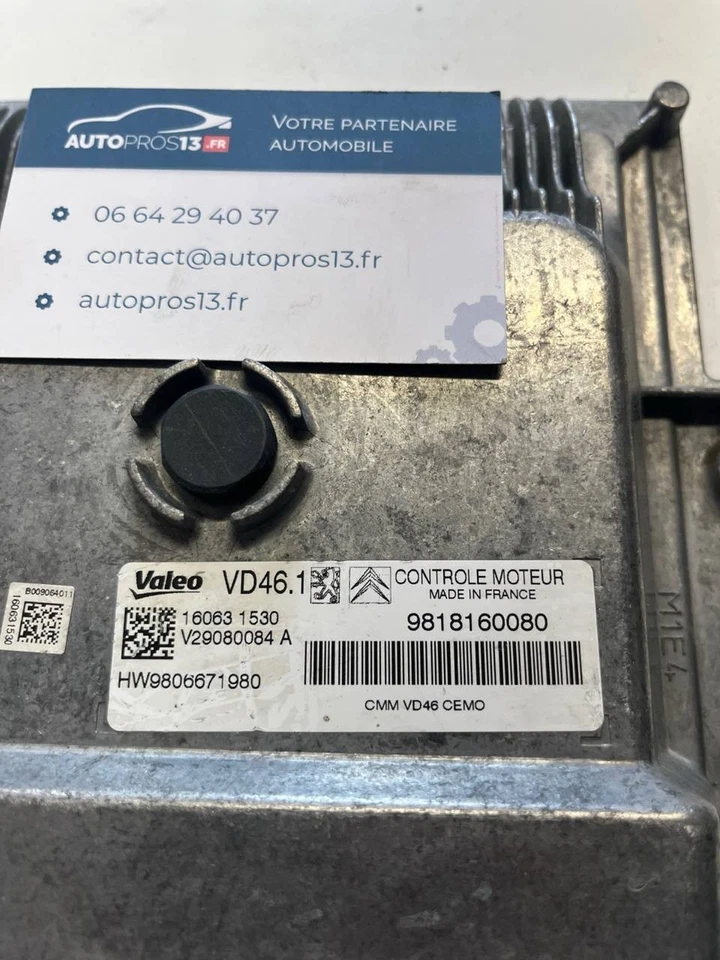 AUTOPROS13.FR
VOTRE PARTENAIRE
AUTOMOBILE
06 64 29 40 37
contact@autopros13.fr
autopros13.fr
Valeo VD46.1 CONTROLE MOTEUR
MADE IN FRANCE
16063 1530
V29080084 A
9818160080
HW9806671980
CMM VD46 CEMO
B009064011
160631530
M1E4